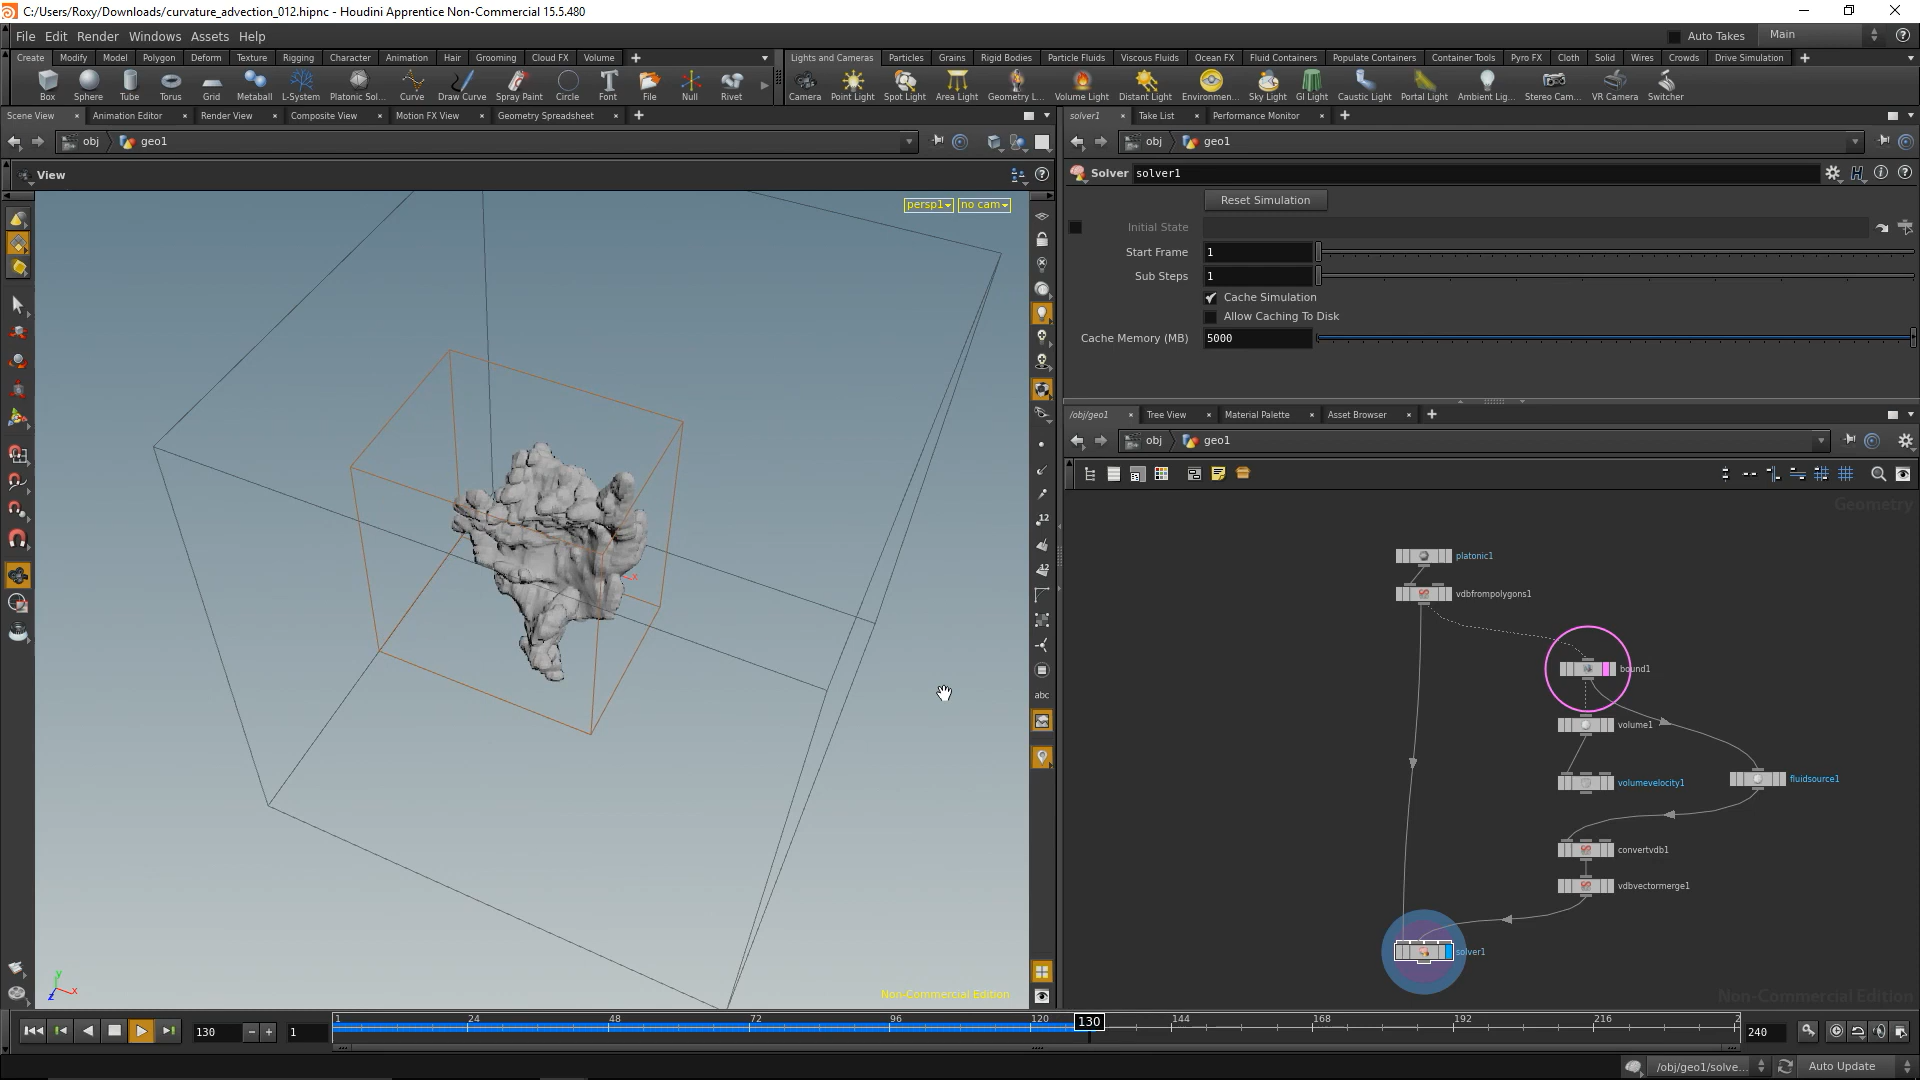 C:/Users/Roxy/Downloads/curvature_advection_012.hipnc - Houdini Apprentice Non-Commercial 15.5.480
File Edit Render Windows Assets Help
Auto Takes Main
Create Modify Model Polygon Deform Texture Rigging Character Animation Hair Grooming Cloud FX Volume
Lights and Cameras Particles Grains Rigid Bodies Particle Fluids Viscous Fluids Ocean FX Fluid Containers Populate Containers Container Tools Pyro FX Cloth Solid Wires Crowds Drive Simulation
Box Sphere Tube Torus Grid Metaball L-System Platonic Sol... Curve Draw Curve Spray Paint Circle Font File Null Rivet
Camera Point Light Spot Light Area Light Geometry L... Volume Light Distant Light Environmen... Sky Light GI Light Caustic Light Portal Light Ambient Lig... Stereo Cam... VR Camera Switcher
Scene View Animation Editor Render View Composite View Motion FX View Geometry Spreadsheet
solver1 Take List Performance Monitor
obj geo1
obj geo1
View
Solver solver1
persp1 no cam
Reset Simulation
Initial State
Start Frame 1
Sub Steps 1
Cache Simulation
Allow Caching To Disk
Cache Memory (MB) 5000
/obj/geo1 Tree View Material Palette Asset Browser
obj geo1
Geometry
12
12
abc
x
y
z x
platonic1
vdbfrompolygons1
bound1
volume1
volumevelocity1
fluidsource1
convertvdb1
vdbvectormerge1
solver1
Non-Commercial Edition
Non-Commercial Edition
130 1
1 24 48 72 96 120 130 144 168 192 216 2
240
/obj/geo1/solve... Auto Update